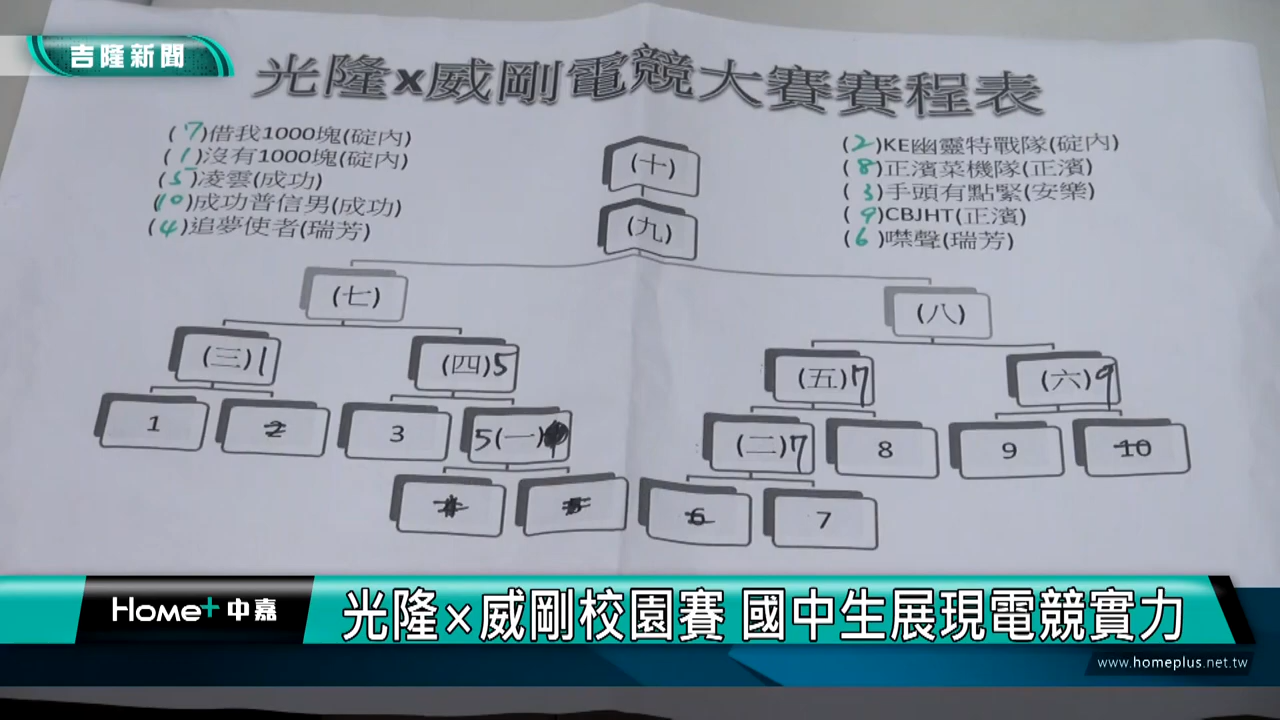 吉隆新聞
光隆x威剛電競大賽賽程表
(7)借我1000塊(碇內)
(1)沒有1000塊(碇內)
(5)凌雲(成功)
(10)成功普信男(成功)
(4)追夢使者(瑞芳)
(2)KE幽靈特戰隊(碇內)
(8)正濱菜機隊(正濱)
(3)手頭有點緊(安樂)
(9)CBJHT(正濱)
(6)噤聲(瑞芳)
(十)
(九)
(七)
(八)
(三)1
(四)5
(五)7
(六)9
1
2
3
5(一)
(二)7
8
9
10
4
5
6
7
Home+中嘉
光隆×威剛校園賽 國中生展現電競實力
www.homeplus.net.tw